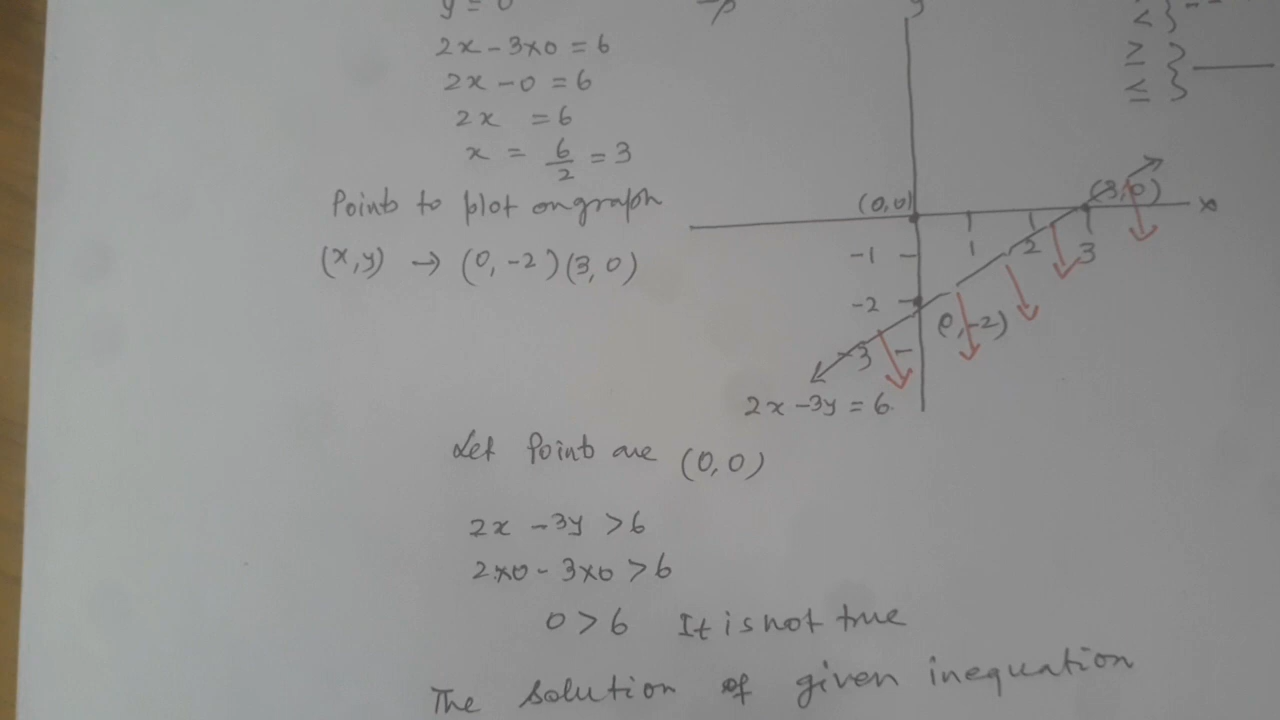 y = 0
2x - 3x0 = 6
2x - 0 = 6
2x = 6
x = 6/2 = 3
Points to plot on graph
(x,y) → (0, -2) (3, 0)
<
≥
≤
(0,0)
(3,0)
x
1
2
3
-1
-2
(0,-2)
-3
2x - 3y = 6
Let Point are (0,0)
2x - 3y > 6
2x0 - 3x0 > 6
0 > 6 It is not true
The solution of given inequation